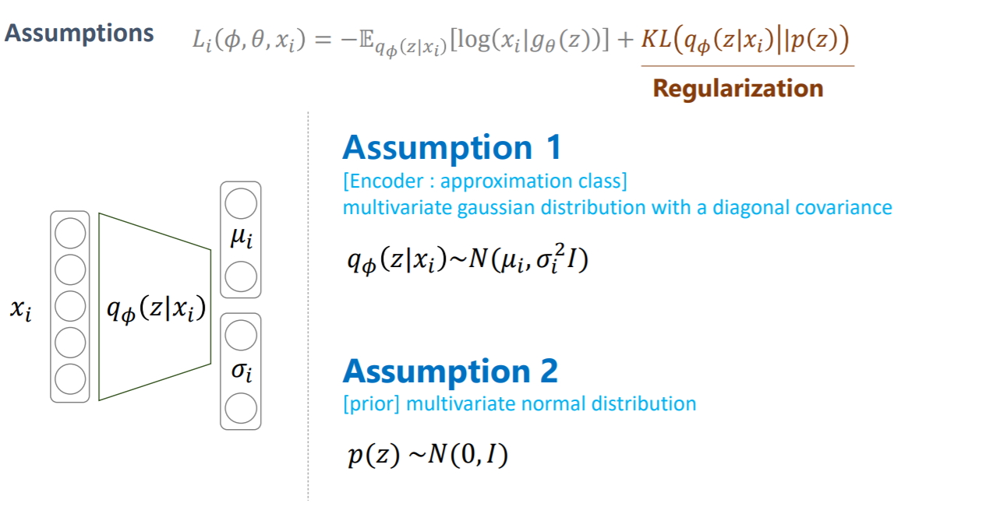 Assumptions
L_i(ϕ, θ, x_i) = −𝔼_{q_ϕ(z|x_i)}[log(x_i|g_θ(z))] + KL(q_ϕ(z|x_i)||p(z))
Regularization
Assumption 1
[Encoder : approximation class]
multivariate gaussian distribution with a diagonal covariance
q_ϕ(z|x_i)~N(μ_i, σ_i^2 I)
x_i
q_ϕ(z|x_i)
μ_i
σ_i
Assumption 2
[prior] multivariate normal distribution
p(z) ~N(0, I)